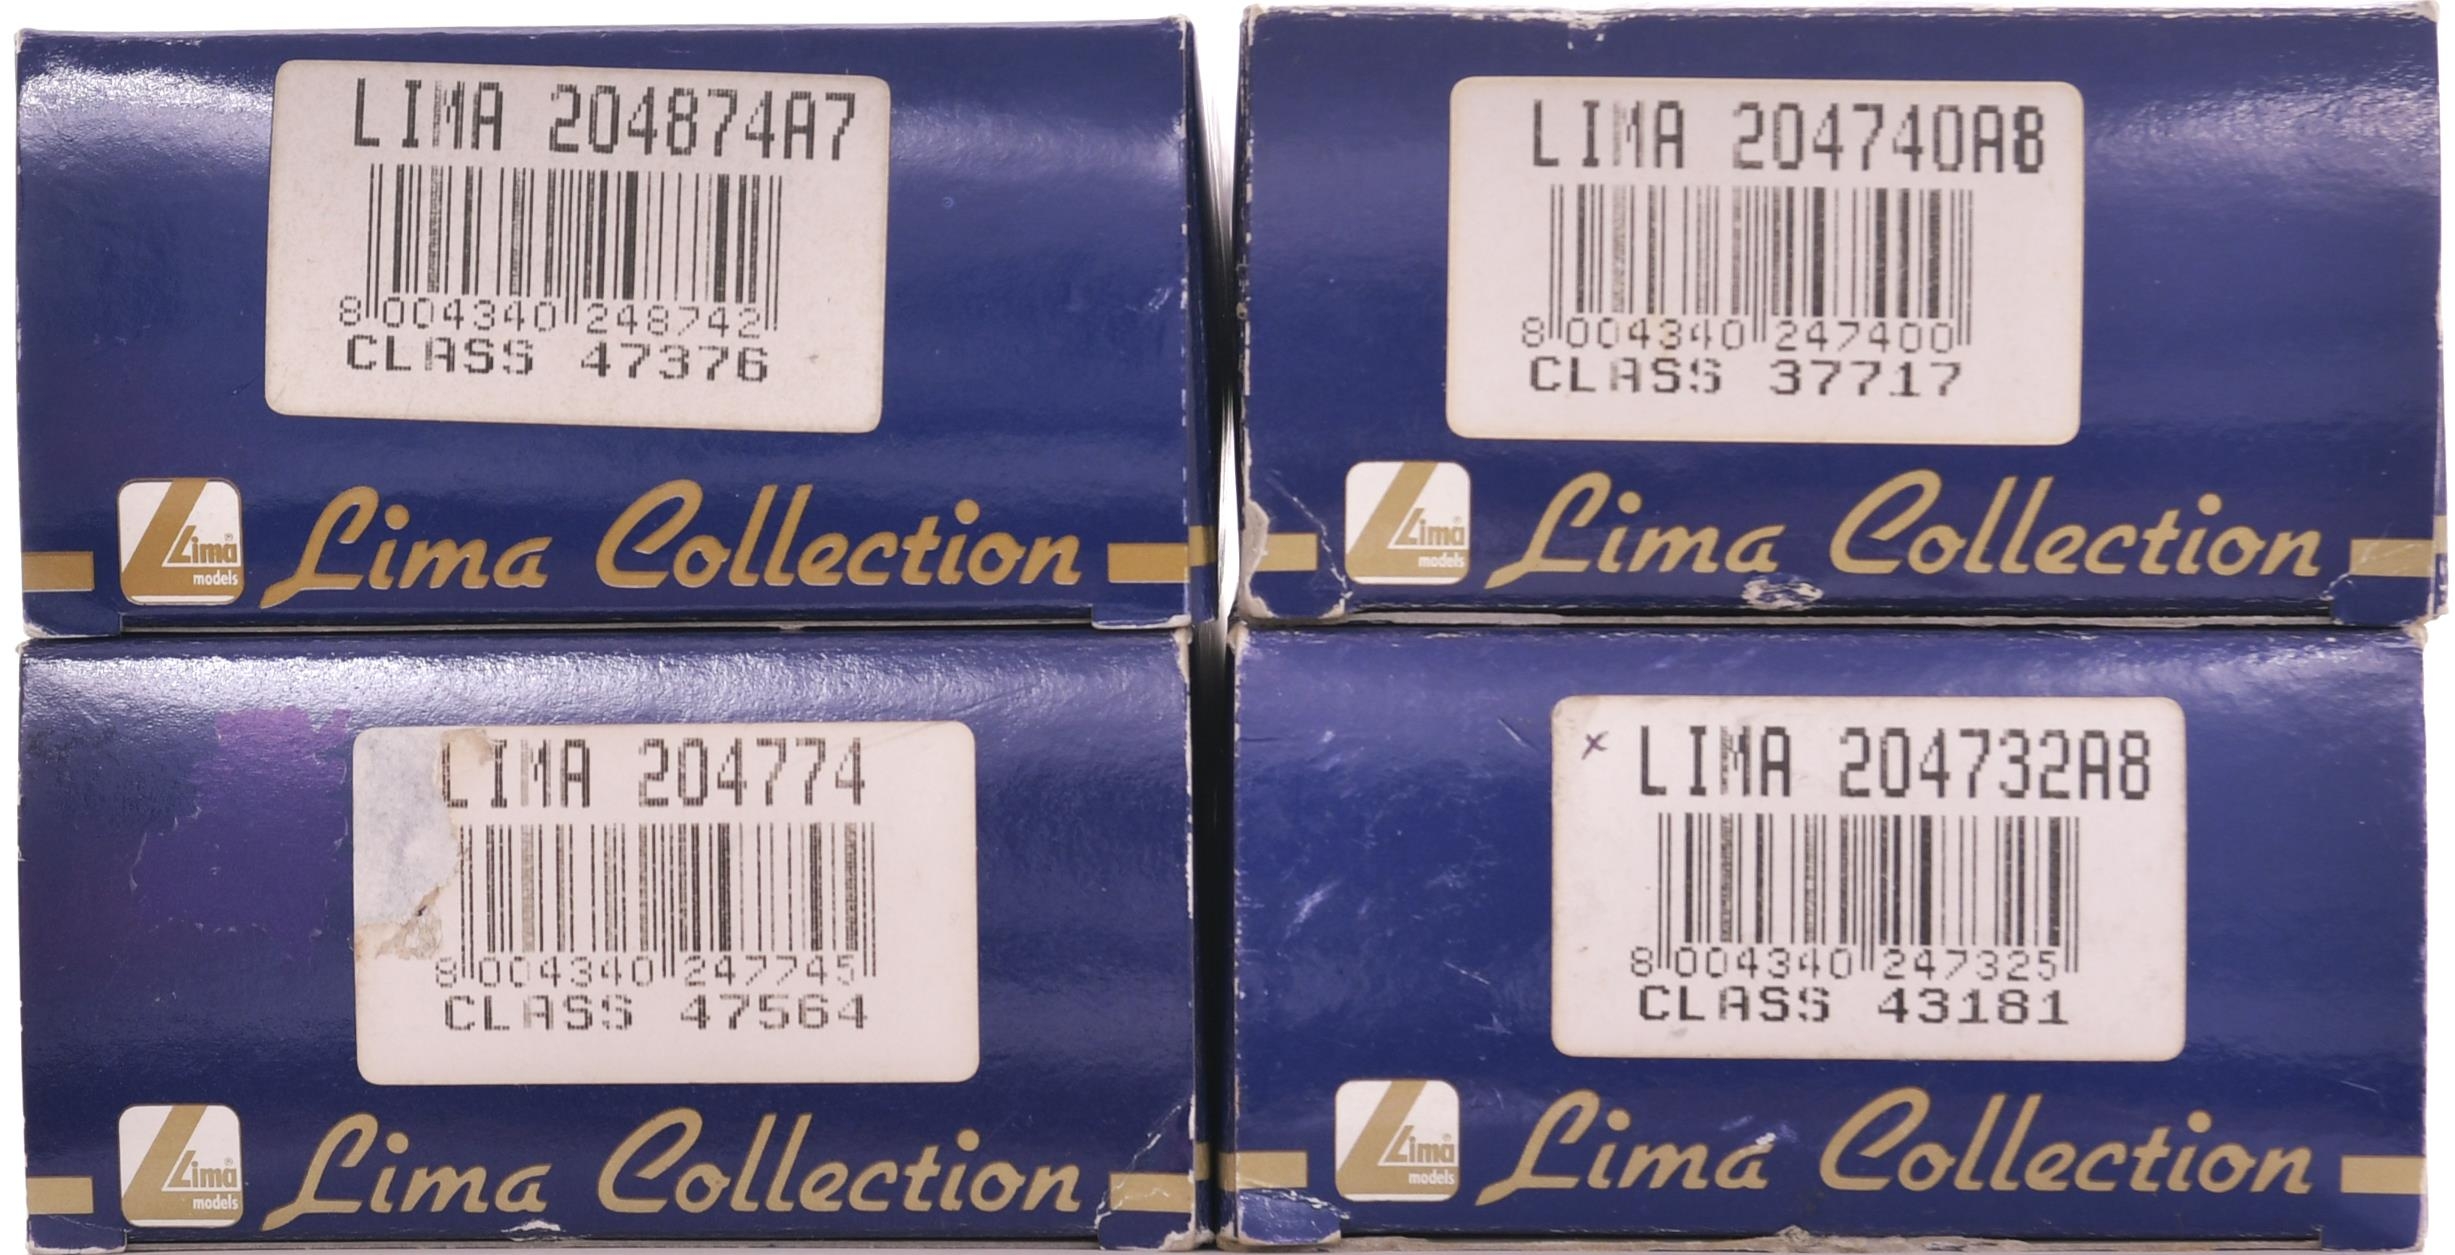 LIMA 204874A7
8 004340 248742
CLASS 47376
Lima®
models
Lima Collection
LIMA 204740A8
8 004340 247400
CLASS 37717
Lima®
models
Lima Collection
LIMA 204774
8 004340 247745
CLASS 47564
Lima®
models
Lima Collection
x LIMA 204732A8
8 004340 247325
CLASS 43181
Lima®
models
Lima Collection